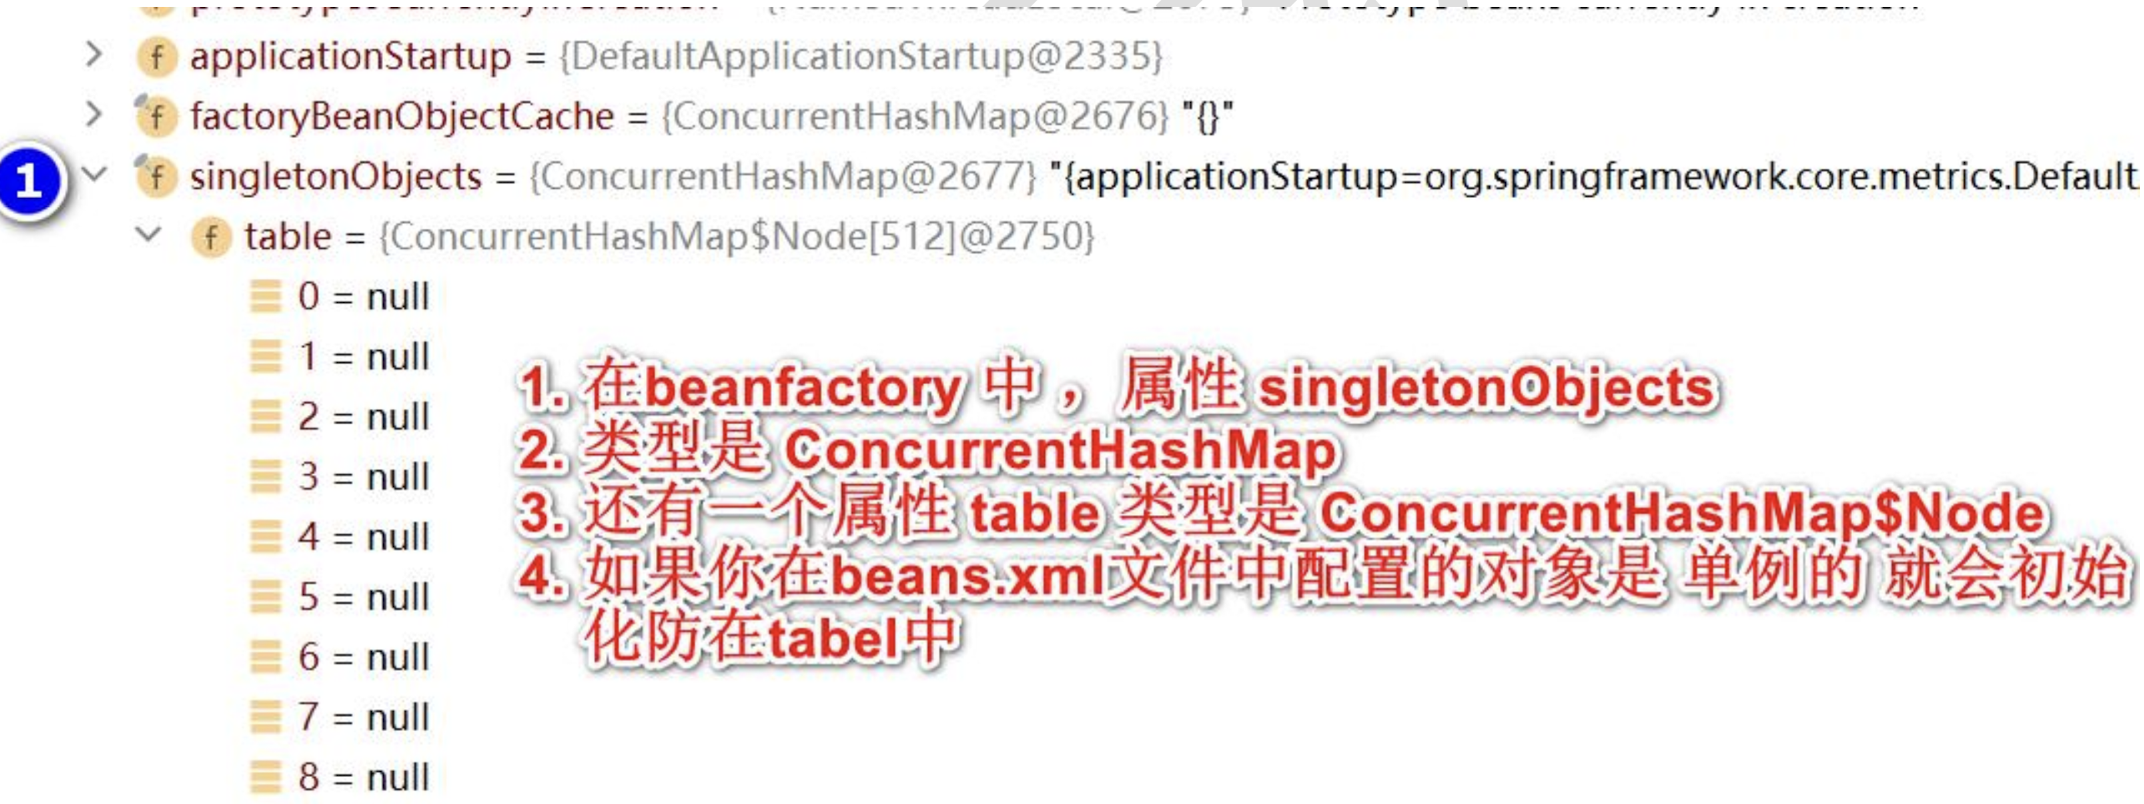 applicationStartup = {DefaultApplicationStartup@2335}
factoryBeanObjectCache = {ConcurrentHashMap@2676} "{}"
1 singletonObjects = {ConcurrentHashMap@2677} "{applicationStartup=org.springframework.core.metrics.Default
table = {ConcurrentHashMap$Node[512]@2750}
0 = null
1 = null
2 = null
3 = null
4 = null
5 = null
6 = null
7 = null
8 = null
1. 在beanfactory 中，属性 singletonObjects
2. 类型是 ConcurrentHashMap
3. 还有一个属性 table 类型是 ConcurrentHashMap$Node
4. 如果你在beans.xml文件中配置的对象是 单例的 就会初始
化防在tabel中